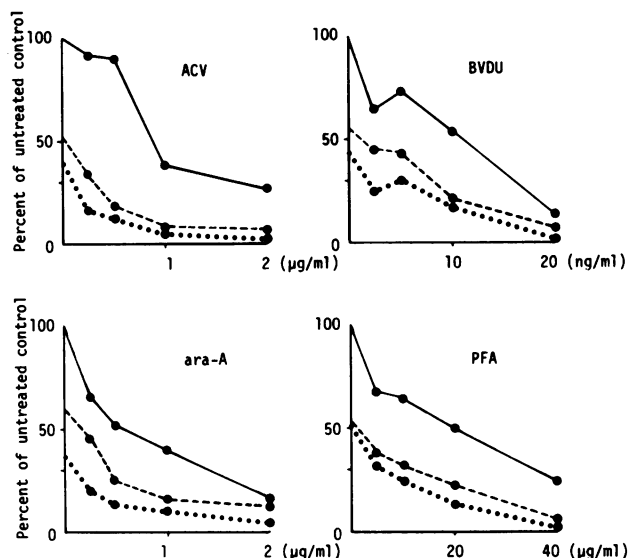 Percent of untreated control
100
50
0
ACV
1
2 (µg/ml)
100
50
0
BVDU
10
20 (ng/ml)
Percent of untreated control
100
50
0
ara-A
1
2 (µg/ml)
100
50
0
PFA
20
40 (µg/ml)